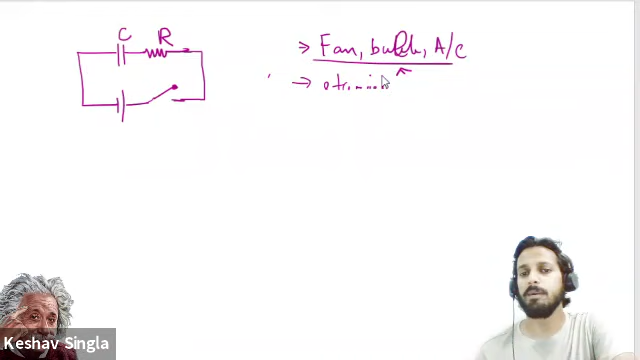 C R
→ Fan, bulb, A/C
→
Keshav Singla